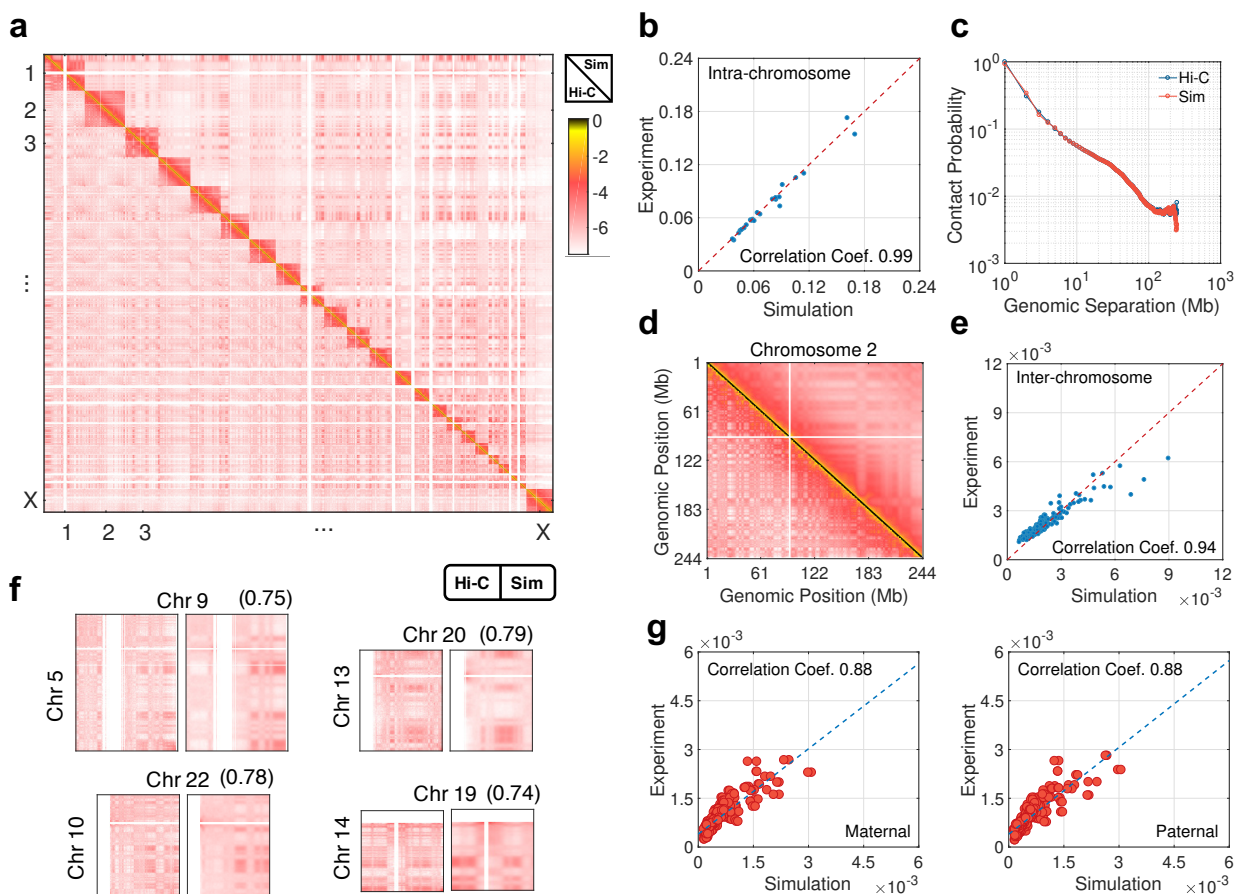 a
1
2
3
⋮
X
1
2
3
...
X
Sim
Hi-C
0
-2
-4
-6
b
0.24
0.18
0.12
0.06
0
Experiment
Intra-chromosome
Correlation Coef. 0.99
0
0.06
0.12
0.18
0.24
Simulation
c
10^0
10^-1
10^-2
10^-3
Contact Probability
Hi-C
Sim
10^0
10^1
10^2
10^3
Genomic Separation (Mb)
d
Chromosome 2
1
61
122
183
244
Genomic Position (Mb)
1
61
122
183
244
Genomic Position (Mb)
e
×10^-3
12
9
6
3
0
Experiment
Inter-chromosome
Correlation Coef. 0.94
0
3
6
9
12
Simulation
×10^-3
f
Hi-C
Sim
Chr 9 (0.75)
Chr 5
Chr 20 (0.79)
Chr 13
Chr 22 (0.78)
Chr 10
Chr 19 (0.74)
Chr 14
g
×10^-3
6
4.5
3
1.5
0
Experiment
Correlation Coef. 0.88
Maternal
0
1.5
3
4.5
6
Simulation
×10^-3
×10^-3
6
4.5
3
1.5
0
Experiment
Correlation Coef. 0.88
Paternal
0
1.5
3
4.5
6
Simulation
×10^-3